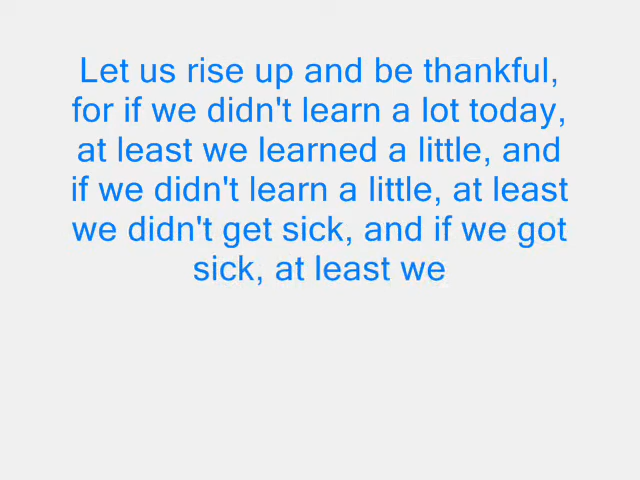 Let us rise up and be thankful,
for if we didn't learn a lot today,
at least we learned a little, and
if we didn't learn a little, at least
we didn't get sick, and if we got
sick, at least we